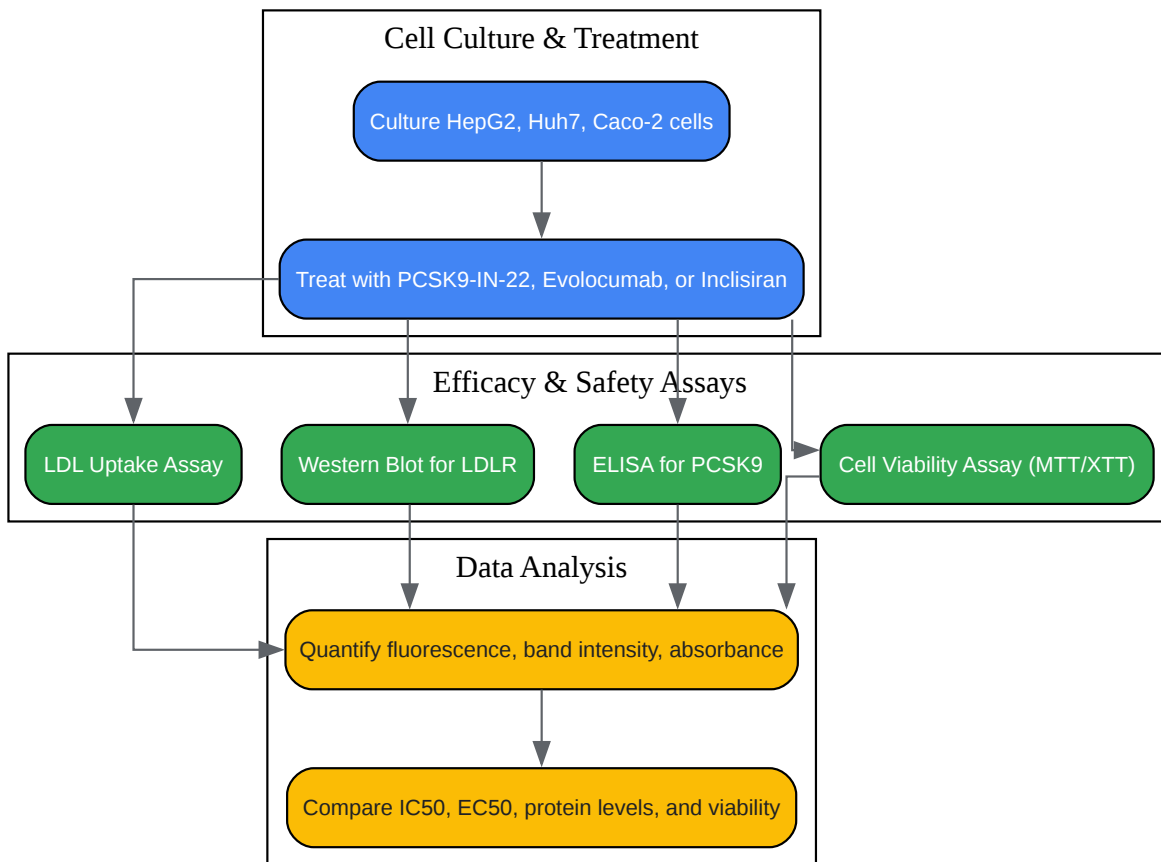 Cell Culture & Treatment
Culture HepG2, Huh7, Caco-2 cells
Treat with PCSK9-IN-22, Evolocumab, or Inclisiran
Efficacy & Safety Assays
LDL Uptake Assay
Western Blot for LDLR
ELISA for PCSK9
Cell Viability Assay (MTT/XTT)
Data Analysis
Quantify fluorescence, band intensity, absorbance
Compare IC50, EC50, protein levels, and viability